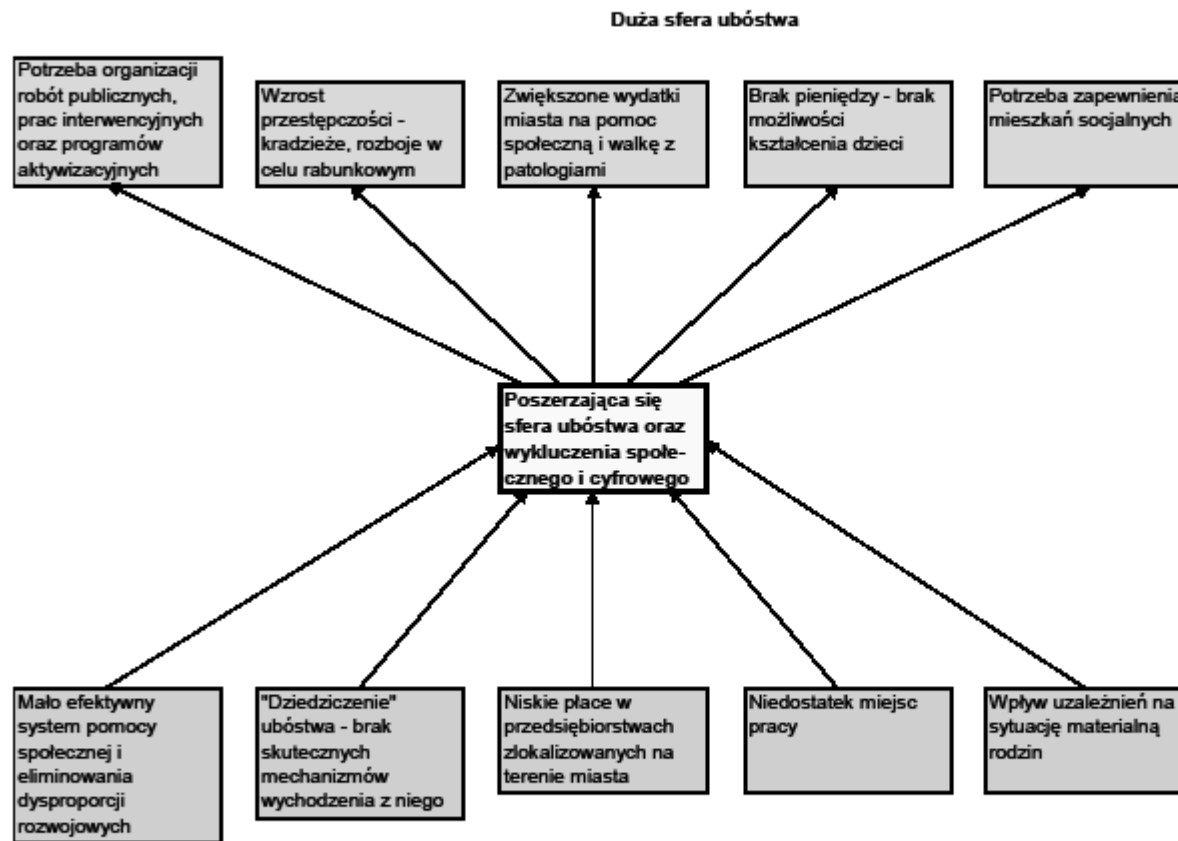 Duża sfera ubóstwa
Potrzeba organizacji
robót publicznych,
prac interwencyjnych
oraz programów
aktywizacyjnych
Wzrost
przestępczości -
kradzieże, rozboje w
celu rabunkowym
Zwiększone wydatki
miasta na pomoc
społeczną i walkę z
patologiami
Brak pieniędzy - brak
możliwości
kształcenia dzieci
Potrzeba zapewnienia
mieszkań socjalnych
Poszerzająca się
sfera ubóstwa oraz
wykluczenia społe-
cznego i cyfrowego
Mało efektywny
system pomocy
społecznej i
eliminowania
dysproporcji
rozwojowych
"Dziedziczenie"
ubóstwa - brak
skutecznych
mechanizmów
wychodzenia z niego
Niskie płace w
przedsiębiorstwach
zlokalizowanych na
terenie miasta
Niedostatek miejsc
pracy
Wpływ uzależnień na
sytuację materialną
rodzin